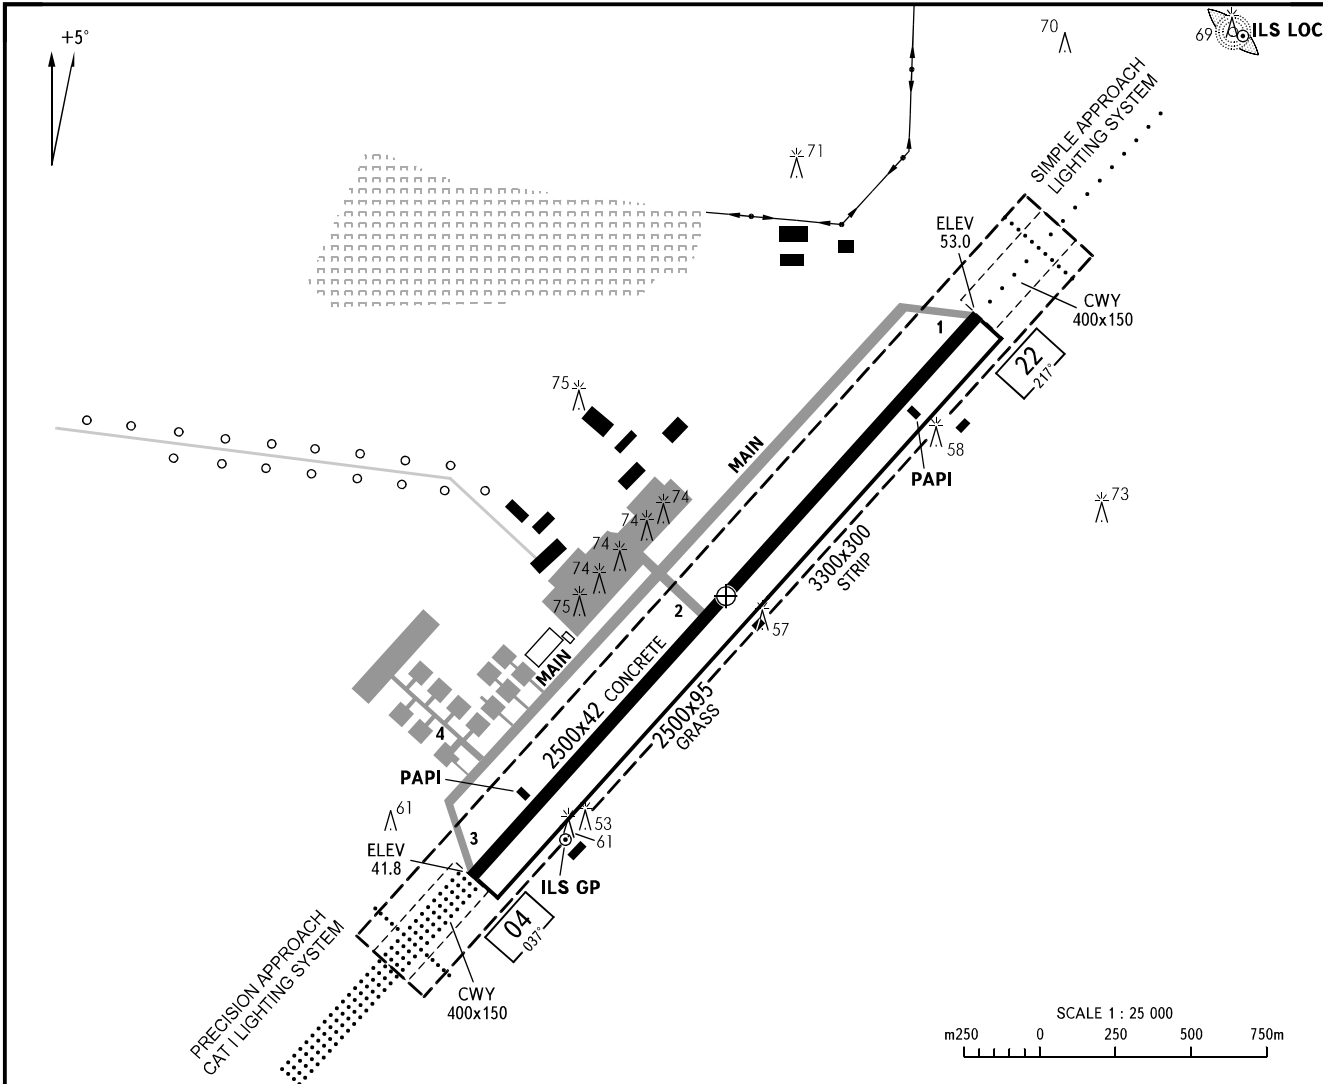 +5°
70
69
ILS LOC
SIMPLE APPROACH
LIGHTING SYSTEM
71
ELEV
53.0
CWY
400x150
1
22
217°
75
MAIN
58
PAPI
73
74
74
74
74
75
3300x300
STRIP
2
57
MAIN
2500x42 CONCRETE
2500x95
GRASS
4
PAPI
61
53
61
3
ELEV
41.8
ILS GP
04
037°
PRECISION APPROACH
CAT I LIGHTING SYSTEM
CWY
400x150
SCALE 1 : 25 000
m250 0 250 500 750m